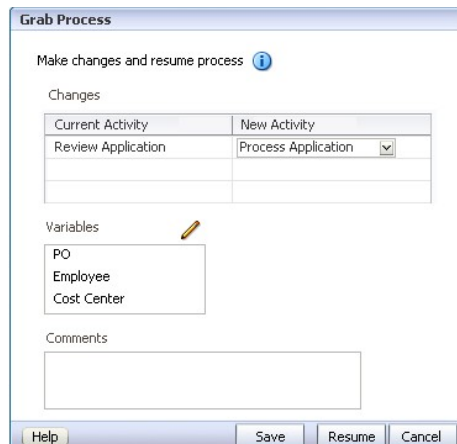 Grab Process
Make changes and resume process
Changes
Current Activity New Activity
Review Application Process Application
Variables
PO
Employee
Cost Center
Comments
Help Save Resume Cancel